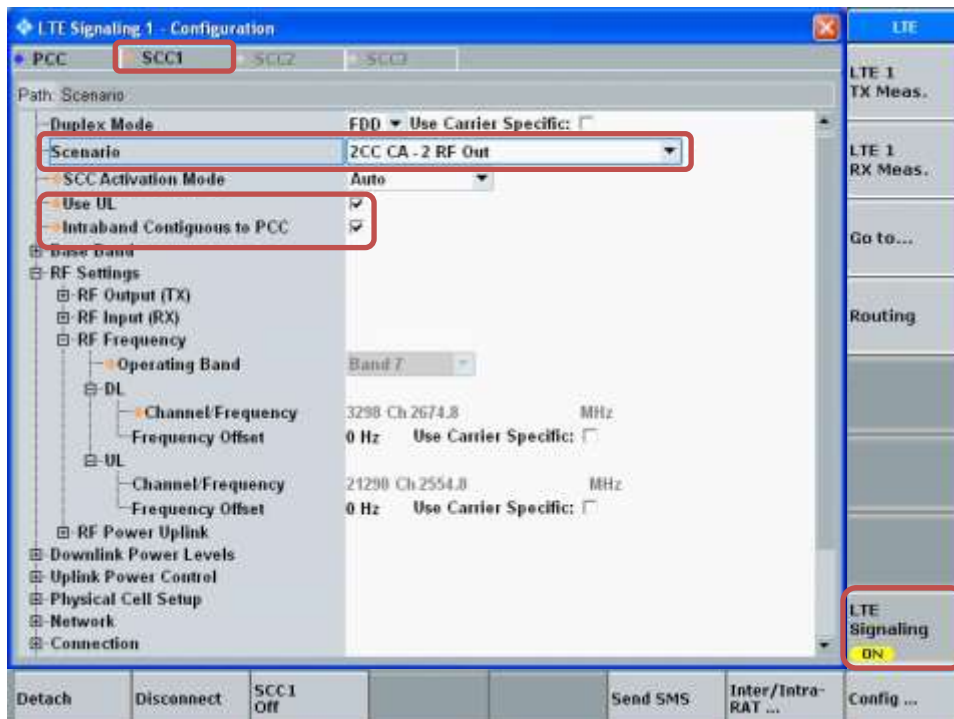 LTE Signaling 1 - Configuration
LTE
PCC SCC1 SCC2 SCC3
LTE 1
TX Meas.
Path: Scenario
Duplex Mode FDD Use Carrier Specific:
Scenario 2CC CA - 2 RF Out
LTE 1
RX Meas.
SCC Activation Mode Auto
Use UL
Intraband Contiguous to PCC
Go to...
Base Band
RF Settings
RF Output (TX)
RF Input (RX)
Routing
RF Frequency
Operating Band Band 7
DL
Channel/Frequency 3298 Ch 2674.8 MHz
Frequency Offset 0 Hz Use Carrier Specific:
UL
Channel/Frequency 21298 Ch 2554.8 MHz
Frequency Offset 0 Hz Use Carrier Specific:
RF Power Uplink
Downlink Power Levels
Uplink Power Control
Physical Cell Setup
Network
Connection
LTE
Signaling
ON
Detach Disconnect SCC1
Off
Send SMS Inter/Intra-
RAT ...
Config ...